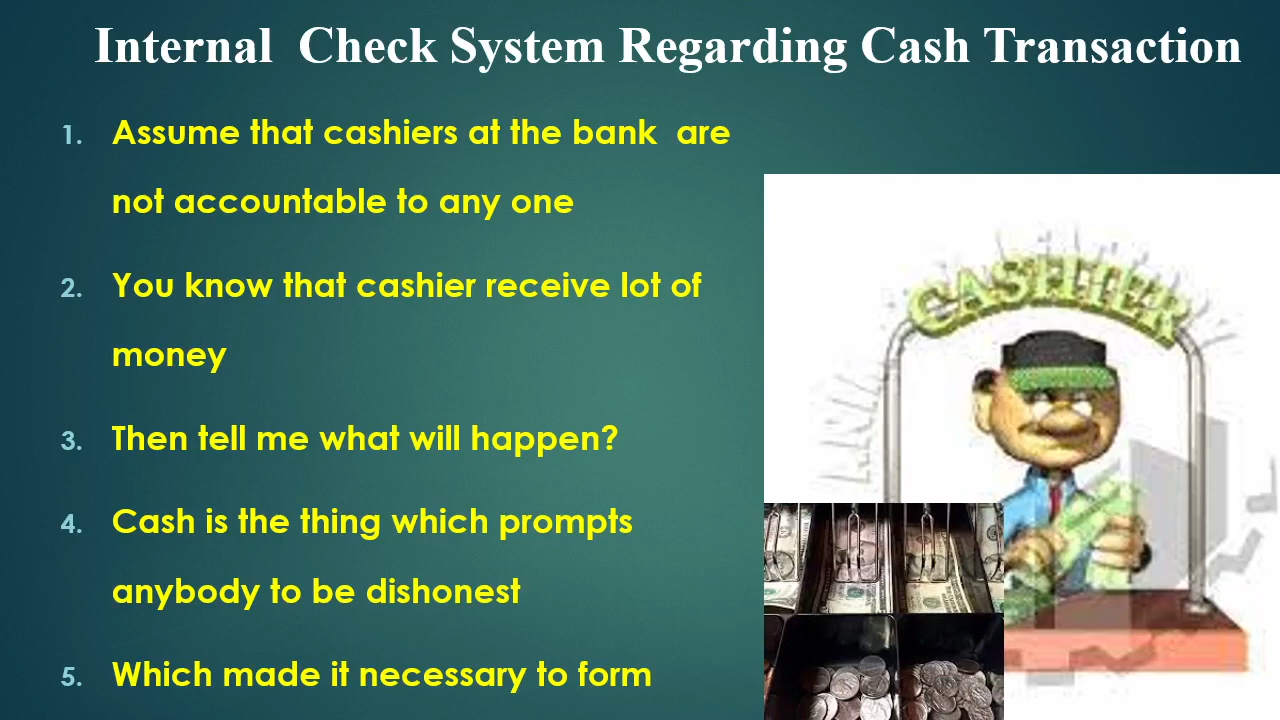 Internal  Check System Regarding Cash Transaction
1. Assume that cashiers at the bank  are
not accountable to any one
2. You know that cashier receive lot of
money
3. Then tell me what will happen?
4. Cash is the thing which prompts
anybody to be dishonest
5. Which made it necessary to form
CASHIER